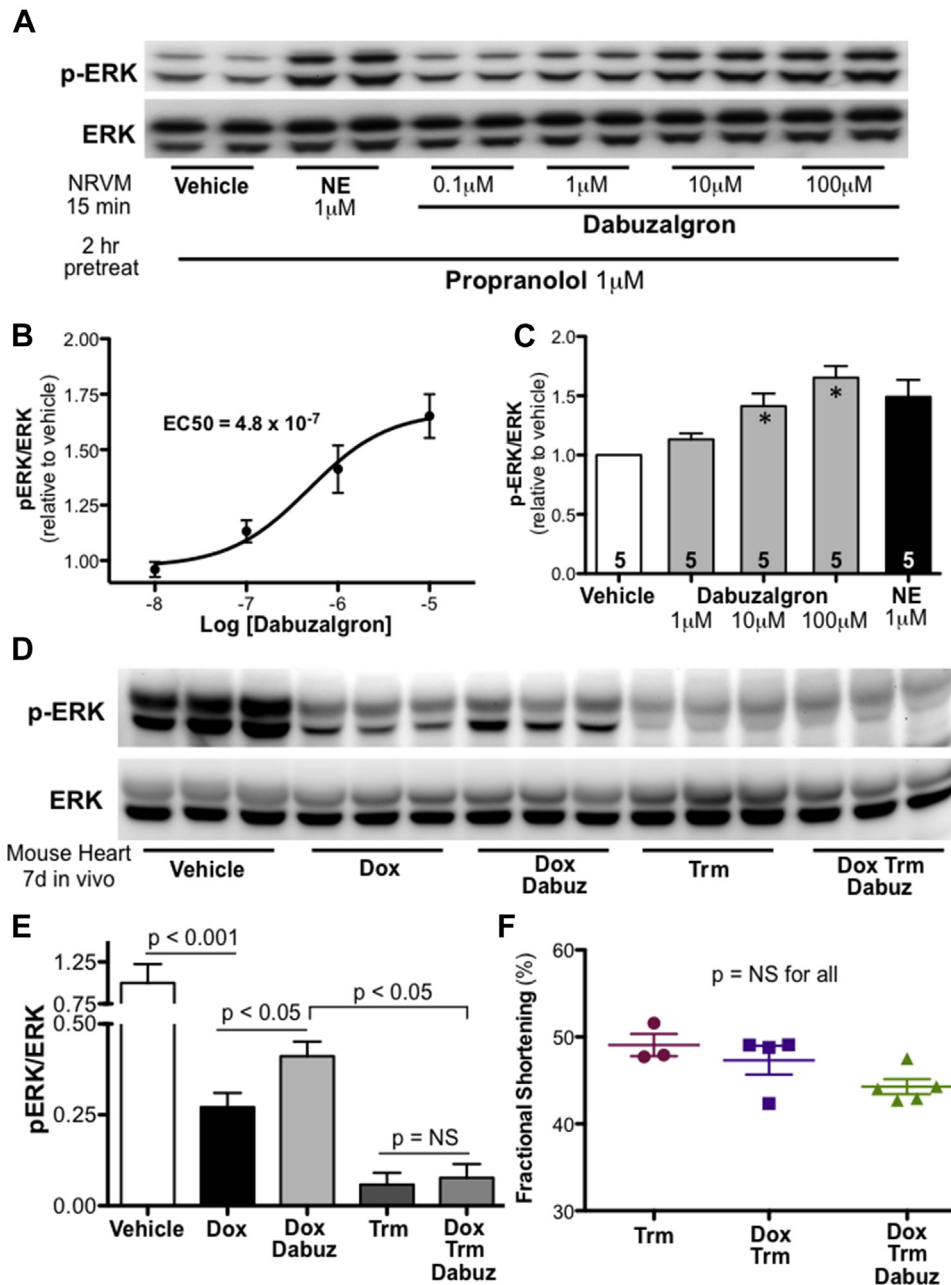 A
p-ERK
ERK
NRVM
15 min
Vehicle
NE
1μM
0.1μM
1μM
10μM
100μM
Dabuzalgron
2 hr
pretreat
Propranolol 1μM
B
pERK/ERK
(relative to vehicle)
2.00
1.75
1.50
1.25
1.00
EC50 = 4.8 x 10-7
-8
-7
-6
-5
Log [Dabuzalgron]
C
p-ERK/ERK
(relative to vehicle)
2.0
1.5
1.0
0.5
0.0
*
*
5
5
5
5
5
Vehicle
Dabuzalgron
1μM
10μM
100μM
NE
1μM
D
p-ERK
ERK
Mouse Heart
7d in vivo
Vehicle
Dox
Dox
Dabuz
Trm
Dox Trm
Dabuz
E
pERK/ERK
1.25
0.75
0.50
0.25
0.00
p < 0.001
p < 0.05
p < 0.05
p = NS
Vehicle
Dox
Dox
Dabuz
Trm
Dox
Trm
Dabuz
F
Fractional Shortening (%)
60
50
40
30
p = NS for all
Trm
Dox
Trm
Dox
Trm
Dabuz